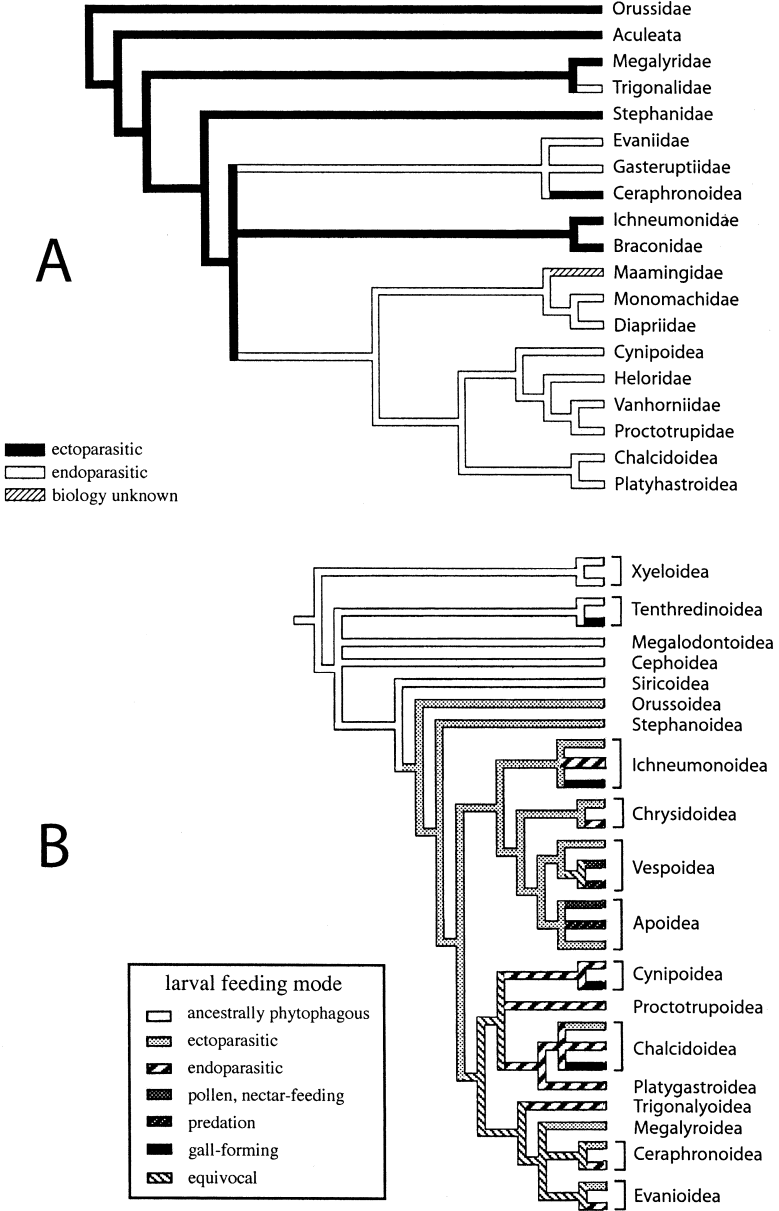 Orussidae
Aculeata
Megalyridae
Trigonalidae
Stephanidae
Evaniidae
Gasteruptiidae
Ceraphronoidea
Ichneumonidae
Braconidae
Maamingidae
Monomachidae
Diapriidae
Cynipoidea
Heloridae
Vanhorniidae
Proctotrupidae
Chalcidoidea
Platyhastroidea
A
ectoparasitic
endoparasitic
biology unknown
Xyeloidea
Tenthredinoidea
Megalodontoidea
Cephoidea
Siricoidea
Orussoidea
Stephanoidea
Ichneumonoidea
Chrysidoidea
Vespoidea
Apoidea
Cynipoidea
Proctotrupoidea
Chalcidoidea
Platygastroidea
Trigonalyoidea
Megalyroidea
Ceraphronoidea
Evanioidea
B
larval feeding mode
ancestrally phytophagous
ectoparasitic
endoparasitic
pollen, nectar-feeding
predation
gall-forming
equivocal